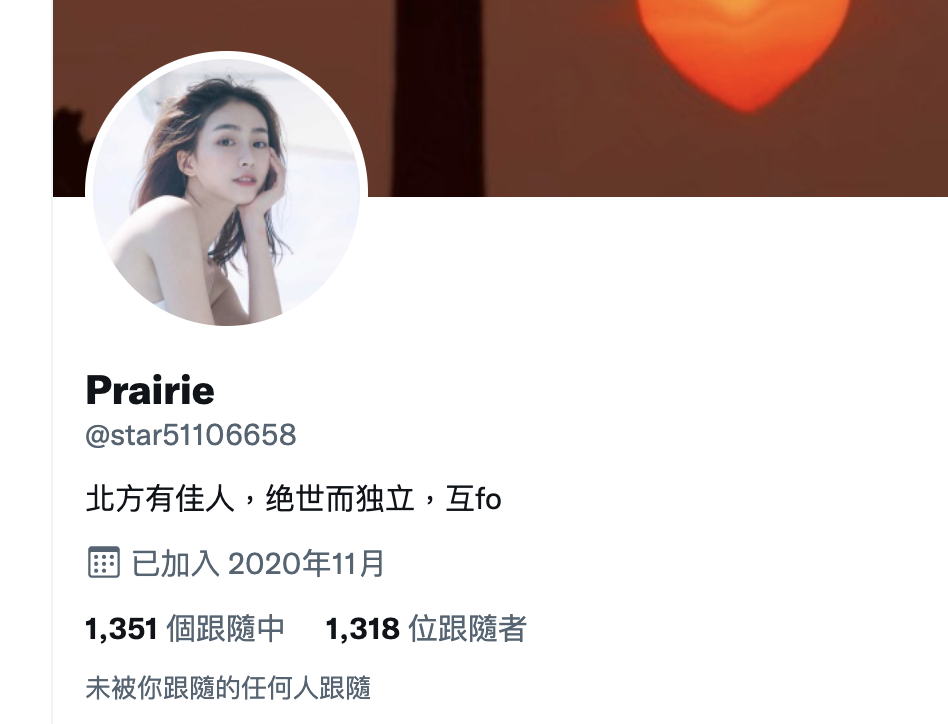 Prairie
@star51106658
北方有佳人，绝世而独立，互fo
已加入 2020年11月
1,351 個跟隨中 1,318 位跟隨者
未被你跟隨的任何人跟隨